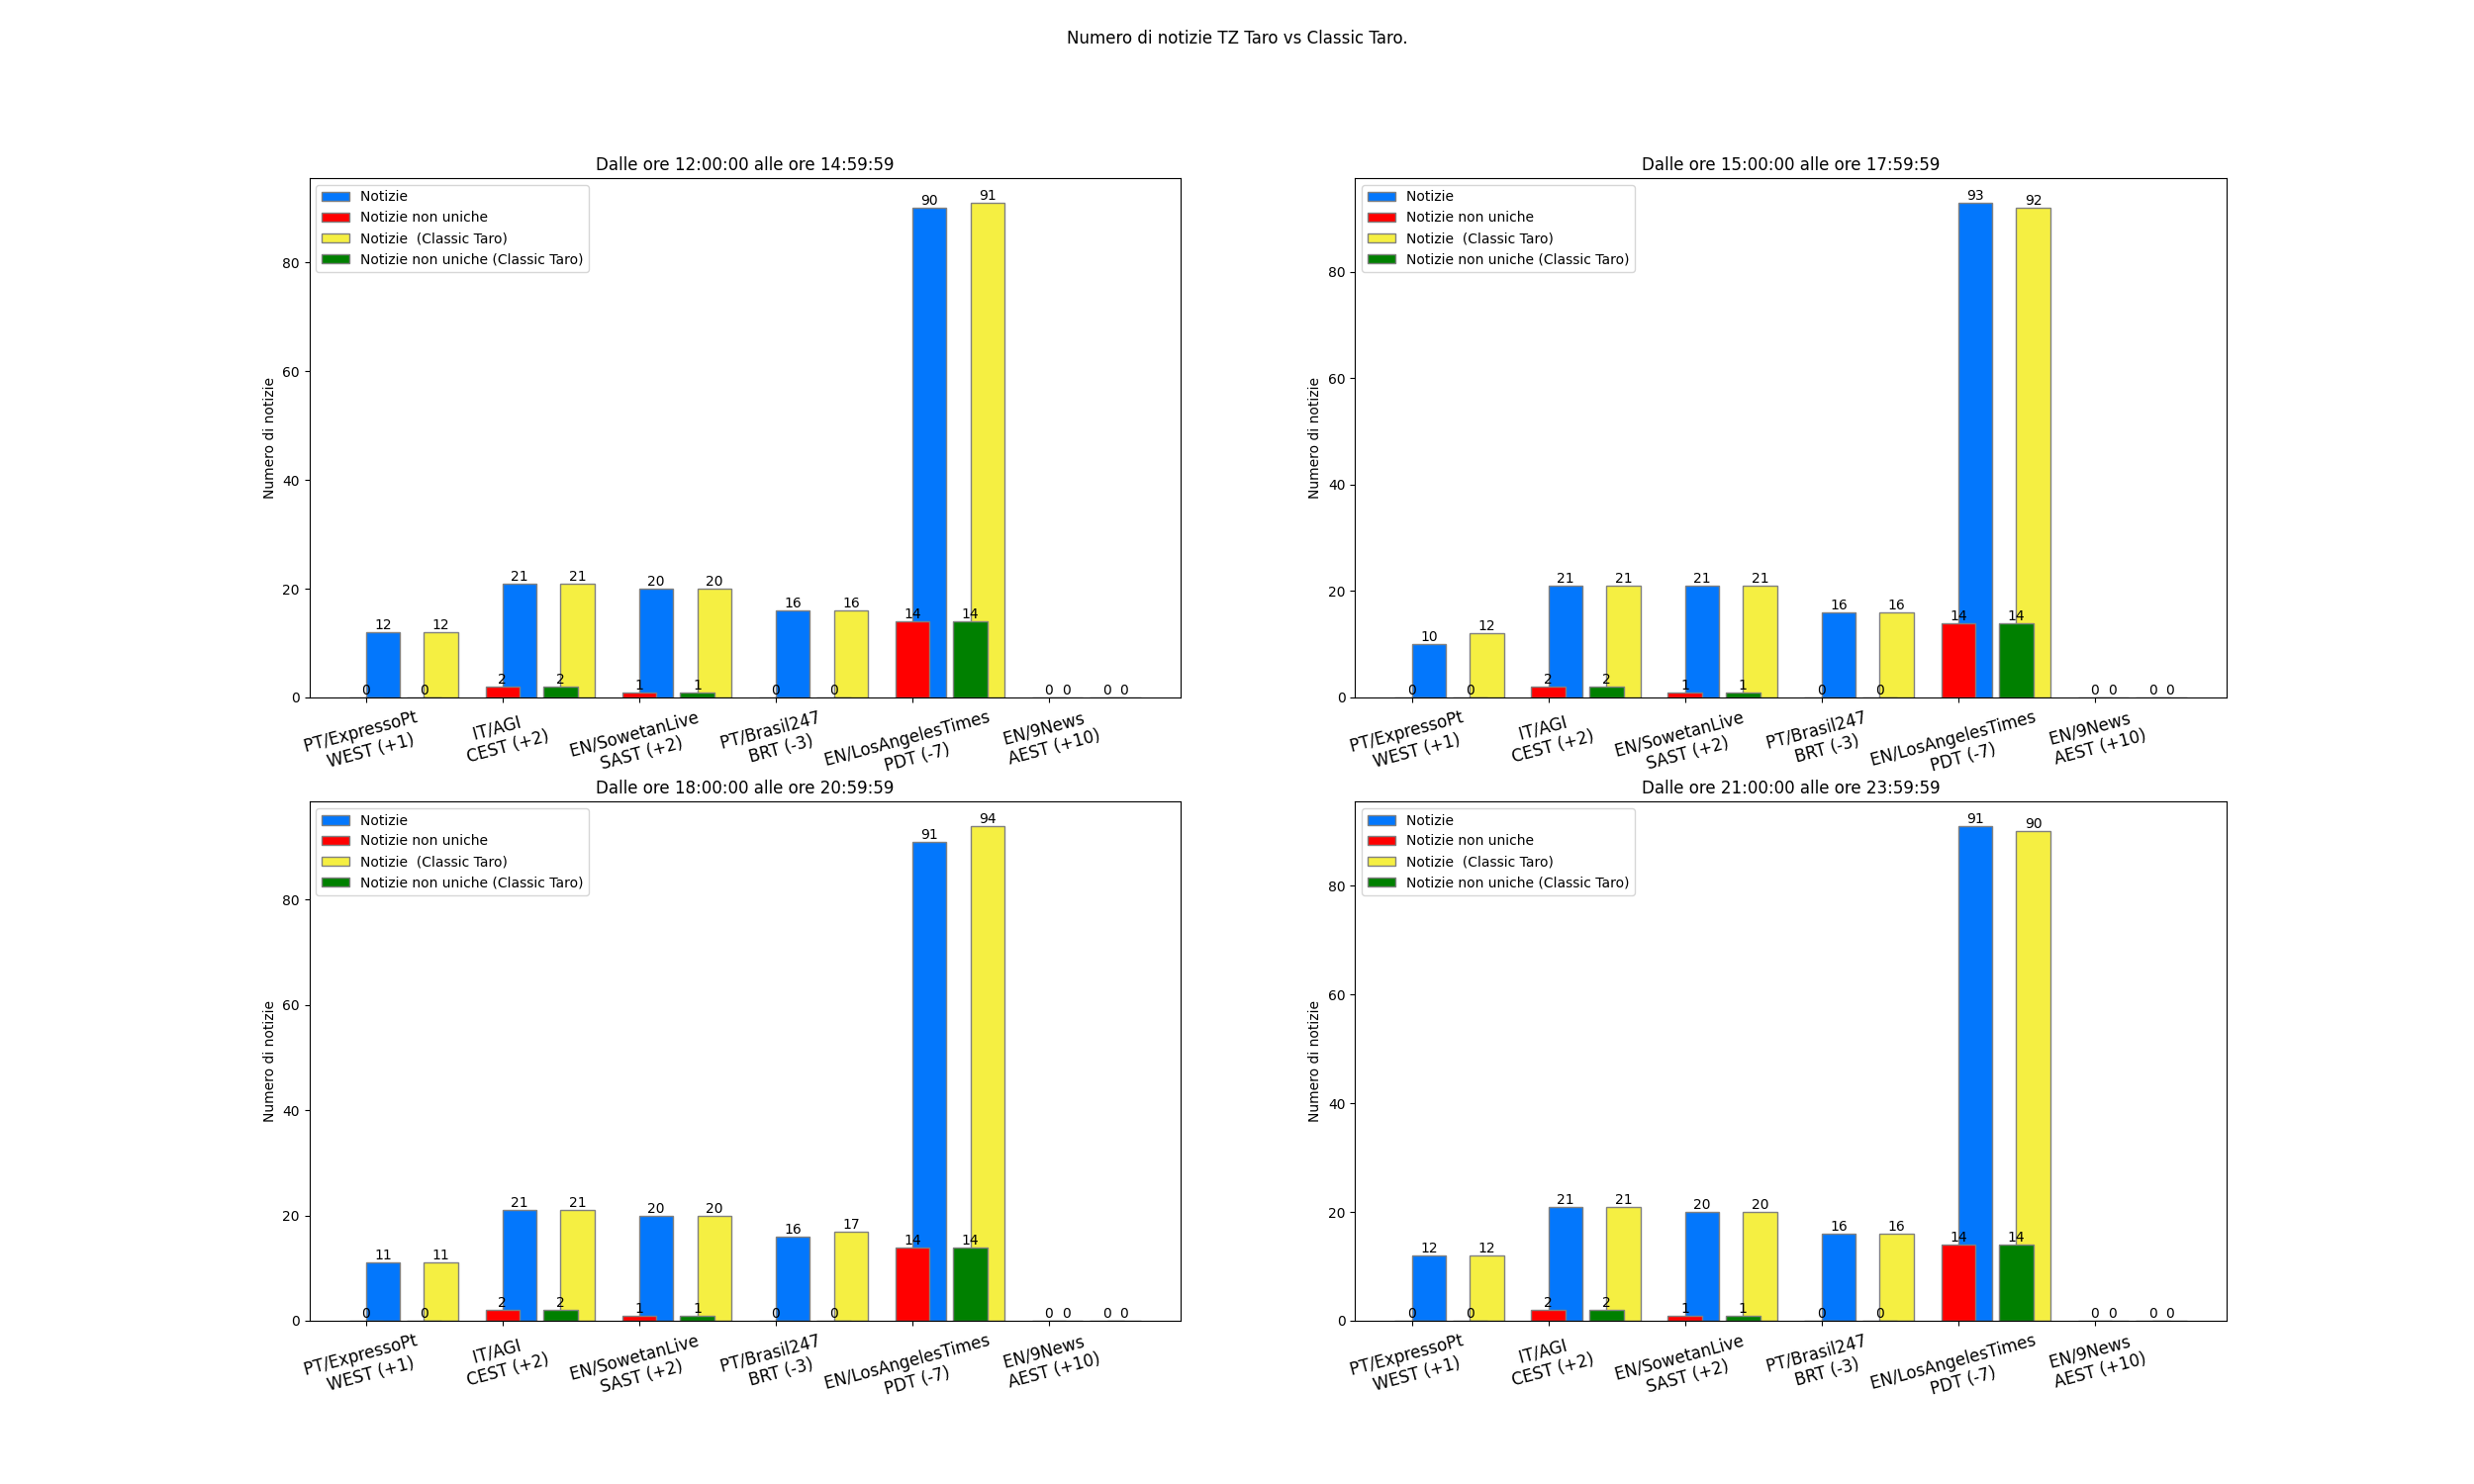 Numero di notizie TZ Taro vs Classic Taro.
Dalle ore 12:00:00 alle ore 14:59:59
Notizie
Notizie non uniche
Notizie (Classic Taro)
Notizie non uniche (Classic Taro)
Numero di notizie
0
20
40
60
80
0 12 0 12
2 21 2 21
1 20 1 20
0 16 0 16
14 90 14 91
0 0 0 0
PT/ExpressoPt
WEST (+1)
IT/AGI
CEST (+2)
EN/SowetanLive
SAST (+2)
PT/Brasil247
BRT (-3)
EN/LosAngelesTimes
PDT (-7)
EN/9News
AEST (+10)
Dalle ore 15:00:00 alle ore 17:59:59
Notizie
Notizie non uniche
Notizie (Classic Taro)
Notizie non uniche (Classic Taro)
Numero di notizie
0
20
40
60
80
0 10 0 12
2 21 2 21
1 21 1 21
0 16 0 16
14 93 14 92
0 0 0 0
PT/ExpressoPt
WEST (+1)
IT/AGI
CEST (+2)
EN/SowetanLive
SAST (+2)
PT/Brasil247
BRT (-3)
EN/LosAngelesTimes
PDT (-7)
EN/9News
AEST (+10)
Dalle ore 18:00:00 alle ore 20:59:59
Notizie
Notizie non uniche
Notizie (Classic Taro)
Notizie non uniche (Classic Taro)
Numero di notizie
0
20
40
60
80
0 11 0 11
2 21 2 21
1 20 1 20
0 16 0 17
14 91 14 94
0 0 0 0
PT/ExpressoPt
WEST (+1)
IT/AGI
CEST (+2)
EN/SowetanLive
SAST (+2)
PT/Brasil247
BRT (-3)
EN/LosAngelesTimes
PDT (-7)
EN/9News
AEST (+10)
Dalle ore 21:00:00 alle ore 23:59:59
Notizie
Notizie non uniche
Notizie (Classic Taro)
Notizie non uniche (Classic Taro)
Numero di notizie
0
20
40
60
80
0 12 0 12
2 21 2 21
1 20 1 20
0 16 0 16
14 91 14 90
0 0 0 0
PT/ExpressoPt
WEST (+1)
IT/AGI
CEST (+2)
EN/SowetanLive
SAST (+2)
PT/Brasil247
BRT (-3)
EN/LosAngelesTimes
PDT (-7)
EN/9News
AEST (+10)